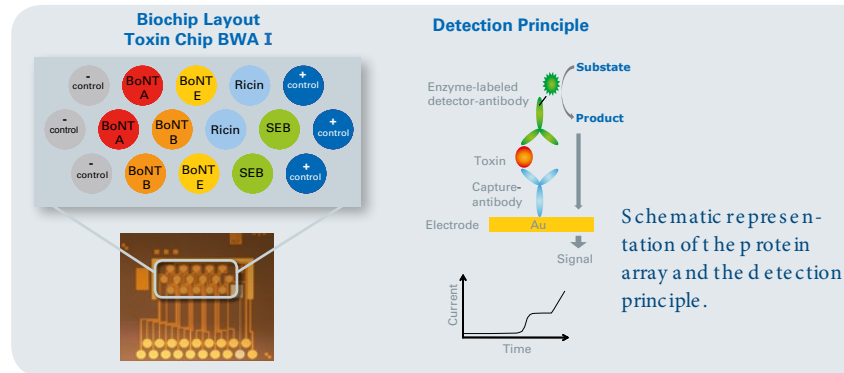 Biochip Layout
Toxin Chip BWA I
-
control
BoNT
A
BoNT
E
Ricin
+
control
-
control
BoNT
A
BoNT
B
Ricin
SEB
+
control
-
control
BoNT
B
BoNT
E
SEB
+
control
Detection Principle
Enzyme-labeled
detector-antibody
Substate
Product
Toxin
Capture-
antibody
Electrode
Au
Signal
Current
Time
Schematic represen-
tation of the protein
array and the detection
principle.